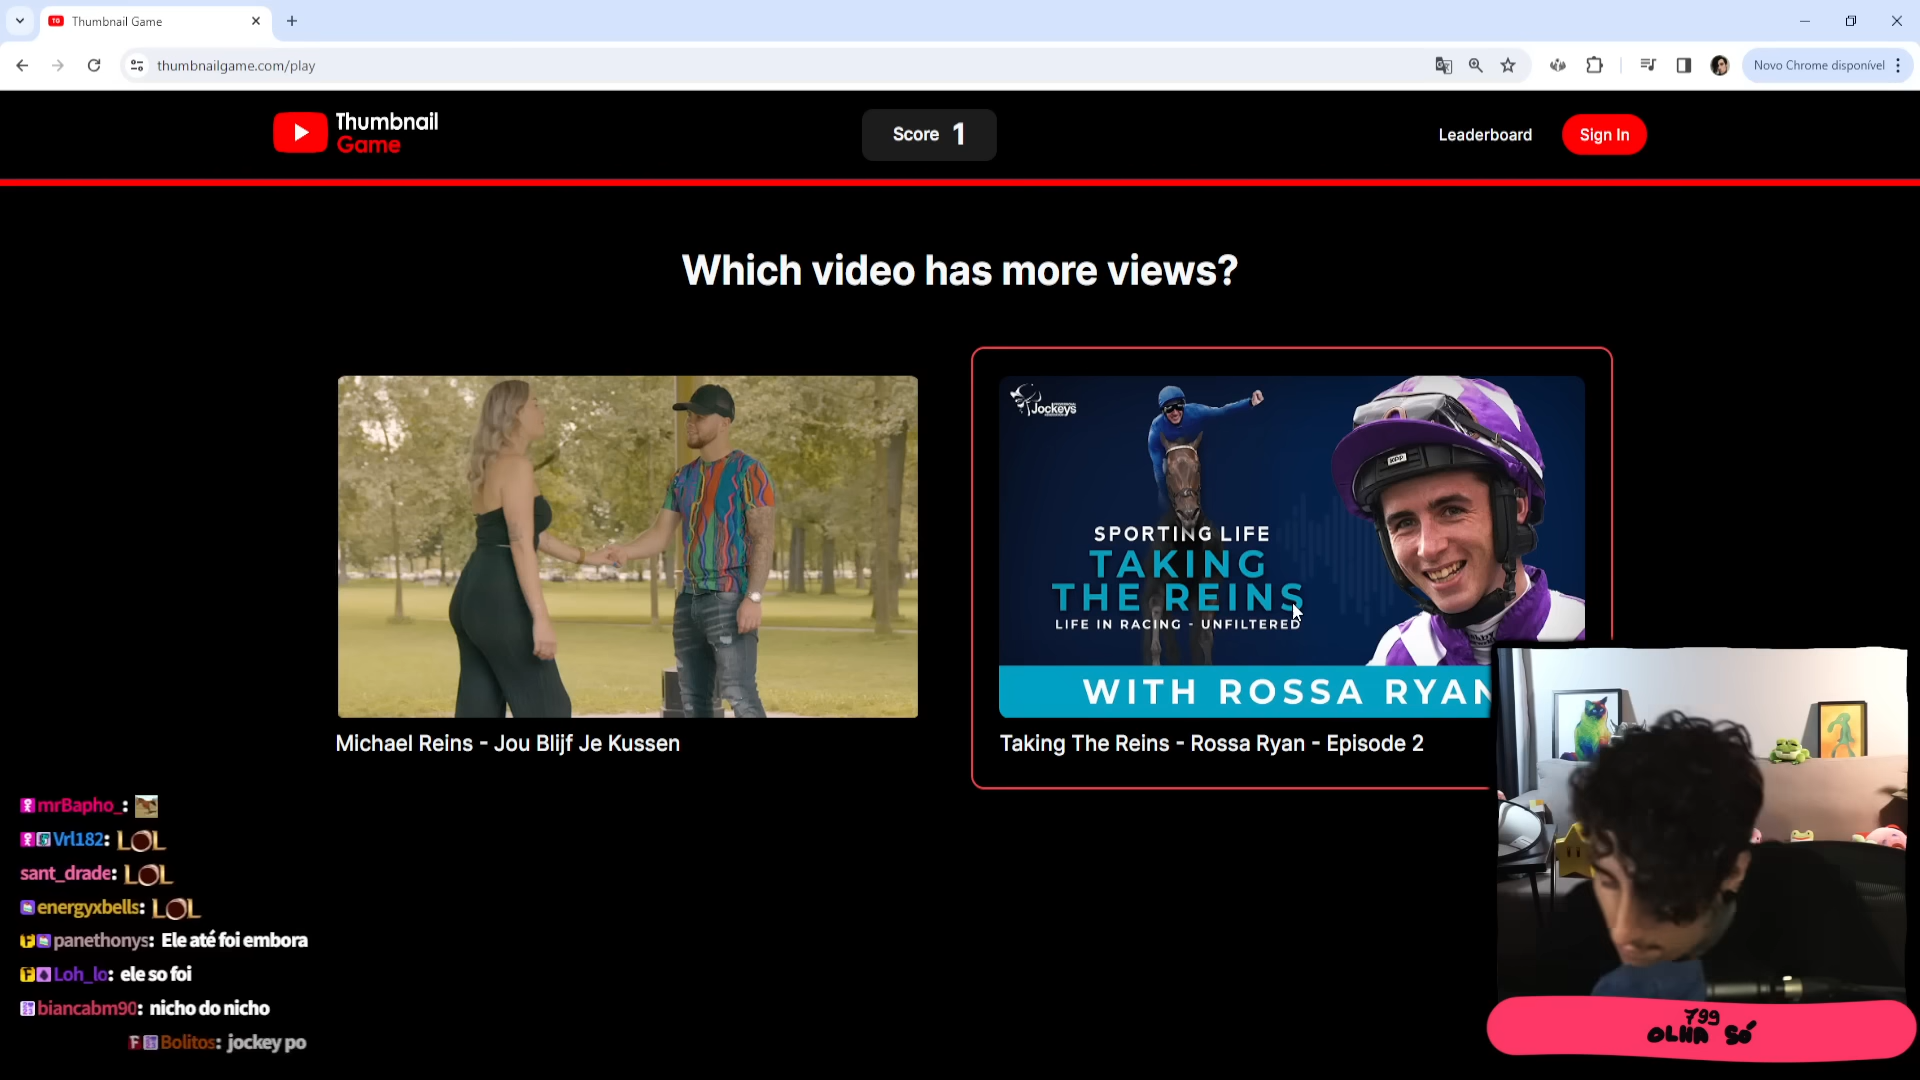 Thumbnail Game
thumbnailgame.com/play
Novo Chrome disponível
Thumbnail
Game
Score 1
Leaderboard
Sign In
Which video has more views?
Jockeys
SPORTING LIFE
TAKING
THE REINS
LIFE IN RACING - UNFILTERED
WITH ROSSA RYAN
Michael Reins - Jou Blijf Je Kussen
Taking The Reins - Rossa Ryan - Episode 2
mrBapho_:
Vrl182: LOL
sant_drade: LOL
energyxbells: LOL
panethonys: Ele até foi embora
Loh_lo: ele so foi
biancabm90: nicho do nicho
Bolitos: jockey po
799
OLHA SÓ